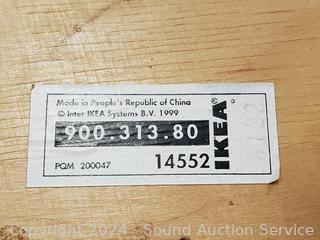 Made in People's Republic of China
© Inter IKEA Systems B.V. 1999
900.313.80
PQM 200047
14552
IKEA®
Copyright 2024 - Sound Auction Service